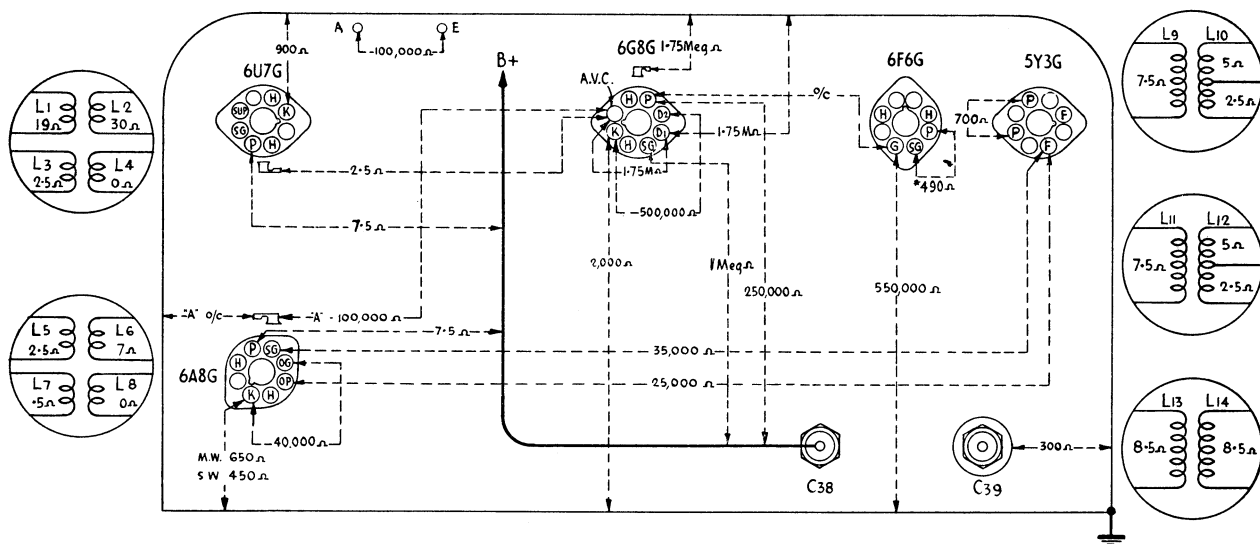 A E
100,000Ω
900Ω
6U7G
H
K
SUP
SG
P H
B+
A.V.C.
6G8G 1·75MegΩ
H P
D2
K D1
H SG
1·75MΩ
1·75MΩ
500,000Ω
o/c
6F6G
H H
P
G SG
*490Ω
5Y3G
P
F
P
F
700Ω
L1 L2
19Ω 30Ω
L3 L4
2·5Ω 0Ω
L5 L6
2·5Ω 7Ω
L7 L8
·5Ω 0Ω
2·5Ω
7·5Ω
2,000Ω
1MegΩ
250,000Ω
550,000Ω
"A" o/c
"A" - 100,000Ω
7·5Ω
P SG
H OG
OP
K H
6A8G
35,000Ω
25,000Ω
40,000Ω
M.W. 650Ω
S W 450Ω
C38
C39
300Ω
L9 L10
7·5Ω 5Ω
2·5Ω
L11 L12
7·5Ω 5Ω
2·5Ω
L13 L14
8·5Ω 8·5Ω